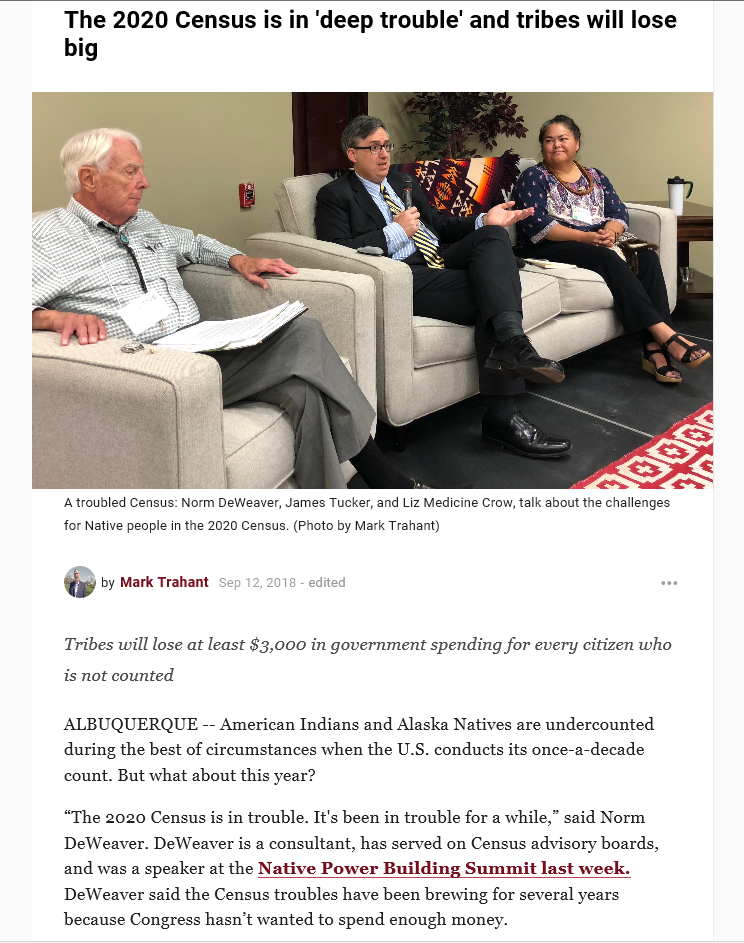 The 2020 Census is in 'deep trouble' and tribes will lose
big
A troubled Census: Norm DeWeaver, James Tucker, and Liz Medicine Crow, talk about the challenges
for Native people in the 2020 Census. (Photo by Mark Trahant)
by Mark Trahant Sep 12, 2018 - edited
Tribes will lose at least $3,000 in government spending for every citizen who
is not counted
ALBUQUERQUE -- American Indians and Alaska Natives are undercounted
during the best of circumstances when the U.S. conducts its once-a-decade
count. But what about this year?
“The 2020 Census is in trouble. It's been in trouble for a while,” said Norm
DeWeaver. DeWeaver is a consultant, has served on Census advisory boards,
and was a speaker at the Native Power Building Summit last week.
DeWeaver said the Census troubles have been brewing for several years
because Congress hasn’t wanted to spend enough money.